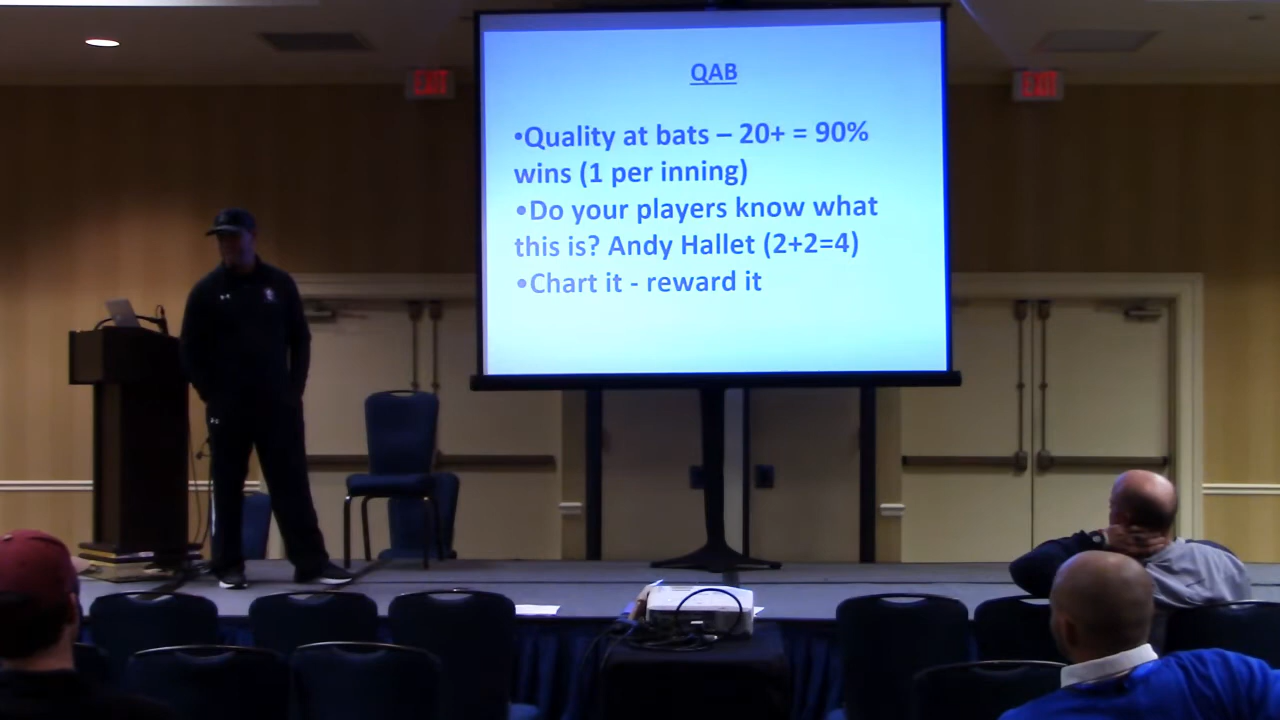 EXIT
EXIT
QAB
•Quality at bats – 20+ = 90%
wins (1 per inning)
•Do your players know what
this is? Andy Hallet (2+2=4)
•Chart it - reward it